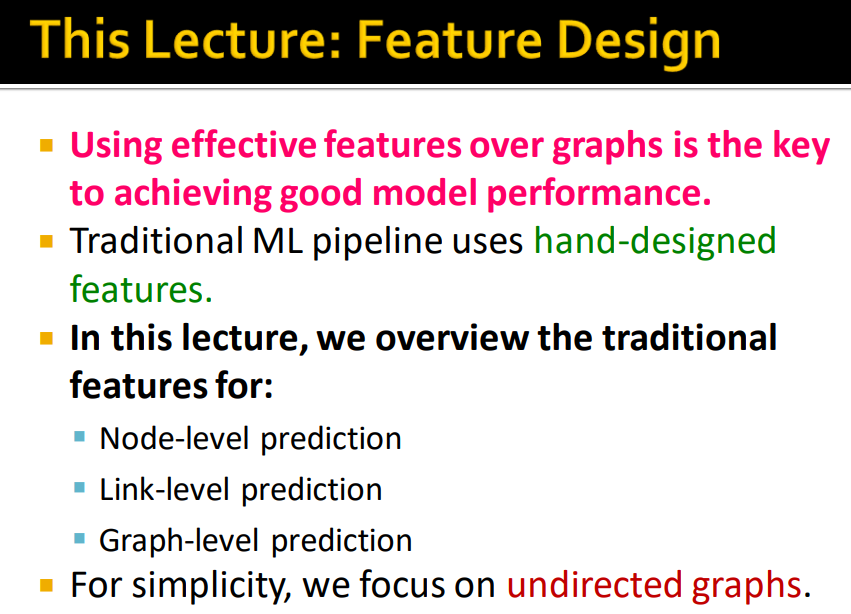 This Lecture: Feature Design
Using effective features over graphs is the key
to achieving good model performance.
Traditional ML pipeline uses hand-designed
features.
In this lecture, we overview the traditional
features for:
Node-level prediction
Link-level prediction
Graph-level prediction
For simplicity, we focus on undirected graphs.